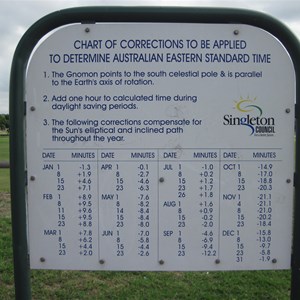 CHART OF CORRECTIONS TO BE APPLIED
TO DETERMINE AUSTRALIAN EASTERN STANDARD TIME
1. The Gnomon points to the south celestial pole & is parallel
to the Earth's axis of rotation.
2. Add one hour to calculated time during
daylight saving periods.
3. The following corrections compensate for
the Sun's elliptical and inclined path
throughout the year.
Singleton
COUNCIL
DATE MINUTES DATE MINUTES DATE MINUTES DATE MINUTES
JAN 1 -1.3 APR 1 -0.1 JUL 1 -1.0 OCT 1 -14.9
8 +1.9 8 -2.7 8 +0.2 8 -17.0
15 +4.6 15 -4.6 15 +1.2 15 -18.8
23 +7.1 23 -6.3 26 +1.8 23 -20.3
FEB 1 +8.9 MAY 1 -7.6 AUG 1 +1.6 NOV 1 -21.1
8 +9.5 8 -8.2 8 +0.9 8 -21.0
11 +9.6 14 -8.4 15 -0.2 15 -20.2
15 +9.5 15 -8.4 23 -2.0 23 -18.4
23 +8.8 23 -8.0
MAR 1 +7.8 JUN 1 -7.0 SEP 1 -4.6 DEC 1 -15.8
8 +6.2 8 -5.8 8 -6.9 8 -13.0
15 +4.4 15 -4.4 15 -9.4 15 -9.7
23 +2.0 23 -2.6 23 -12.2 23 -5.8
31 -1.9